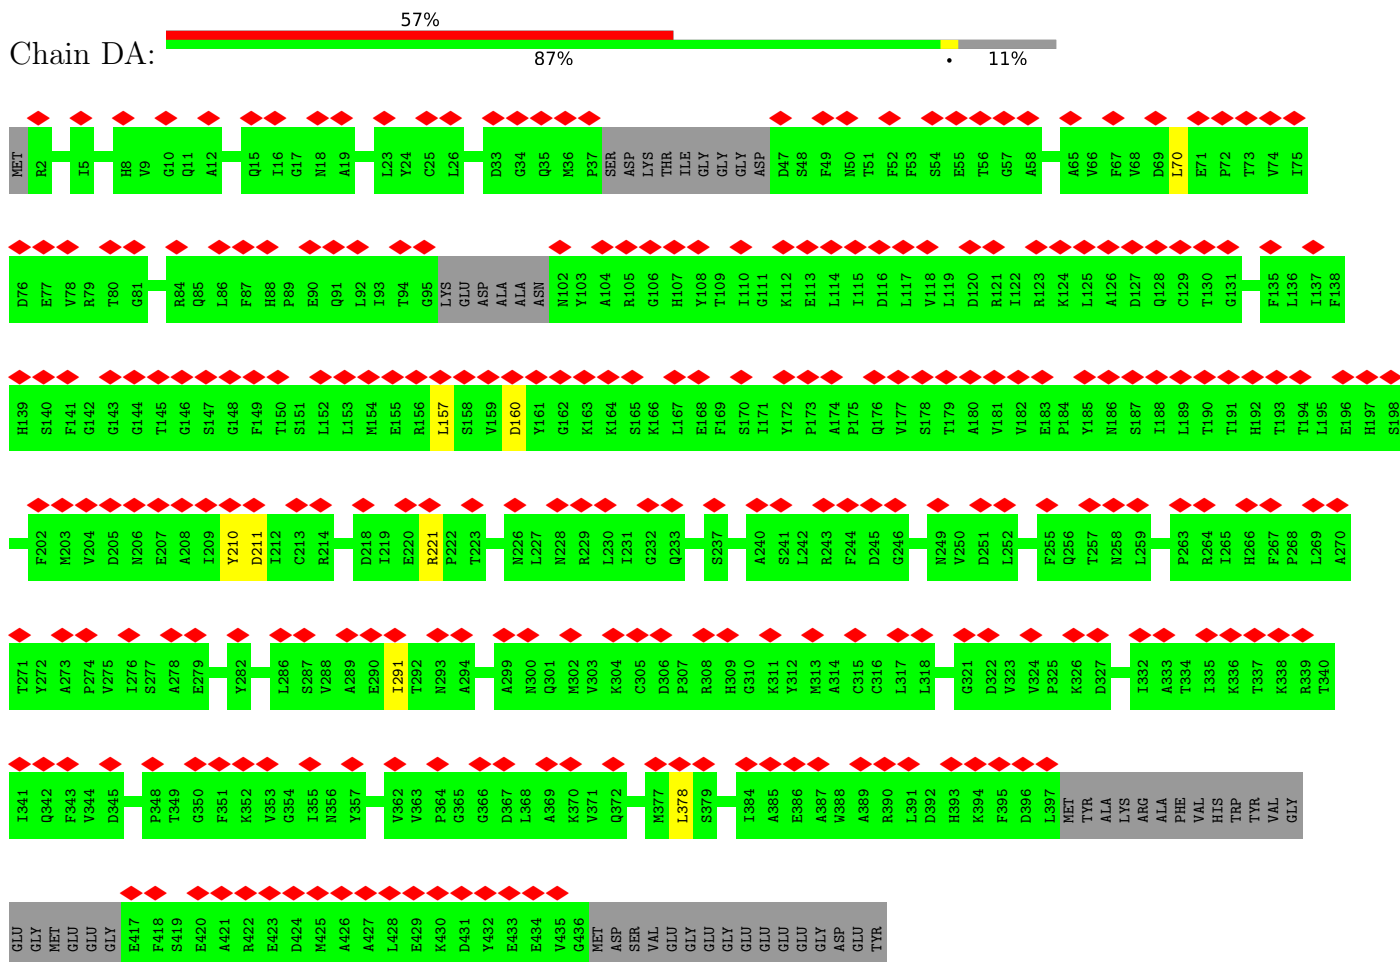 57%
Chain DA:
87% • 11%
MET R2 I5 H8 V9 G10 Q11 A12 Q15 I16 G17 N18 A19 L23 Y24 C25 L26 D33 G34 Q35 M36 P37 SER ASP LYS THR ILE GLY GLY GLY ASP D47 S48 F49 N50 T51 F52 F53 S54 E55 T56 G57 A58 A65 V66 F67 V68 D69 L70 E71 P72 T73 V74 I75
D76 E77 V78 R79 T80 G81 R84 Q85 L86 F87 H88 P89 E90 Q91 L92 I93 T94 G95 LYS GLU ASP ALA ALA ASN N102 Y103 A104 R105 G106 H107 Y108 T109 I110 G111 K112 E113 L114 I115 D116 L117 V118 L119 D120 R121 I122 R123 K124 L125 A126 D127 Q128 C129 T130 G131 F135 L136 I137 F138
H139 S140 F141 G142 G143 G144 T145 G146 S147 G148 F149 T150 S151 L152 L153 M154 E155 R156 L157 S158 V159 D160 Y161 G162 K163 K164 S165 K166 L167 E168 F169 S170 I171 Y172 P173 A174 P175 Q176 V177 S178 T179 A180 V181 V182 E183 P184 Y185 N186 S187 I188 L189 T190 T191 H192 T193 T194 L195 E196 H197 S198
F202 M203 V204 D205 N206 E207 A208 I209 Y210 D211 I212 C213 R214 D218 I219 E220 R221 P222 T223 N226 L227 N228 R229 L230 I231 G232 Q233 S237 A240 S241 L242 R243 F244 D245 G246 N249 V250 D251 L252 F255 Q256 T257 N258 L259 P263 R264 I265 H266 F267 P268 L269 A270
T271 Y272 A273 P274 V275 I276 S277 A278 E279 Y282 L286 S287 V288 A289 E290 I291 T292 N293 A294 A299 N300 Q301 M302 V303 K304 C305 D306 P307 R308 H309 G310 K311 Y312 M313 A314 C315 C316 L317 L318 G321 D322 V323 V324 P325 K326 D327 I332 A333 T334 I335 K336 T337 K338 R339 T340
I341 Q342 F343 V344 D345 P348 T349 G350 F351 K352 V353 G354 I355 N356 Y357 V362 V363 P364 G365 G366 D367 L368 A369 K370 V371 Q372 M377 L378 S379 I384 A385 E386 A387 W388 A389 R390 L391 D392 H393 K394 F395 D396 L397 MET TYR ALA LYS ARG ALA PHE VAL HIS TRP TYR VAL GLY
GLU GLY MET GLU GLU GLY E417 F418 S419 E420 A421 R422 E423 D424 M425 A426 A427 L428 E429 K430 D431 Y432 E433 E434 V435 G436 MET ASP SER VAL GLU GLY GLU GLY GLU GLU GLU GLU GLY ASP GLU TYR